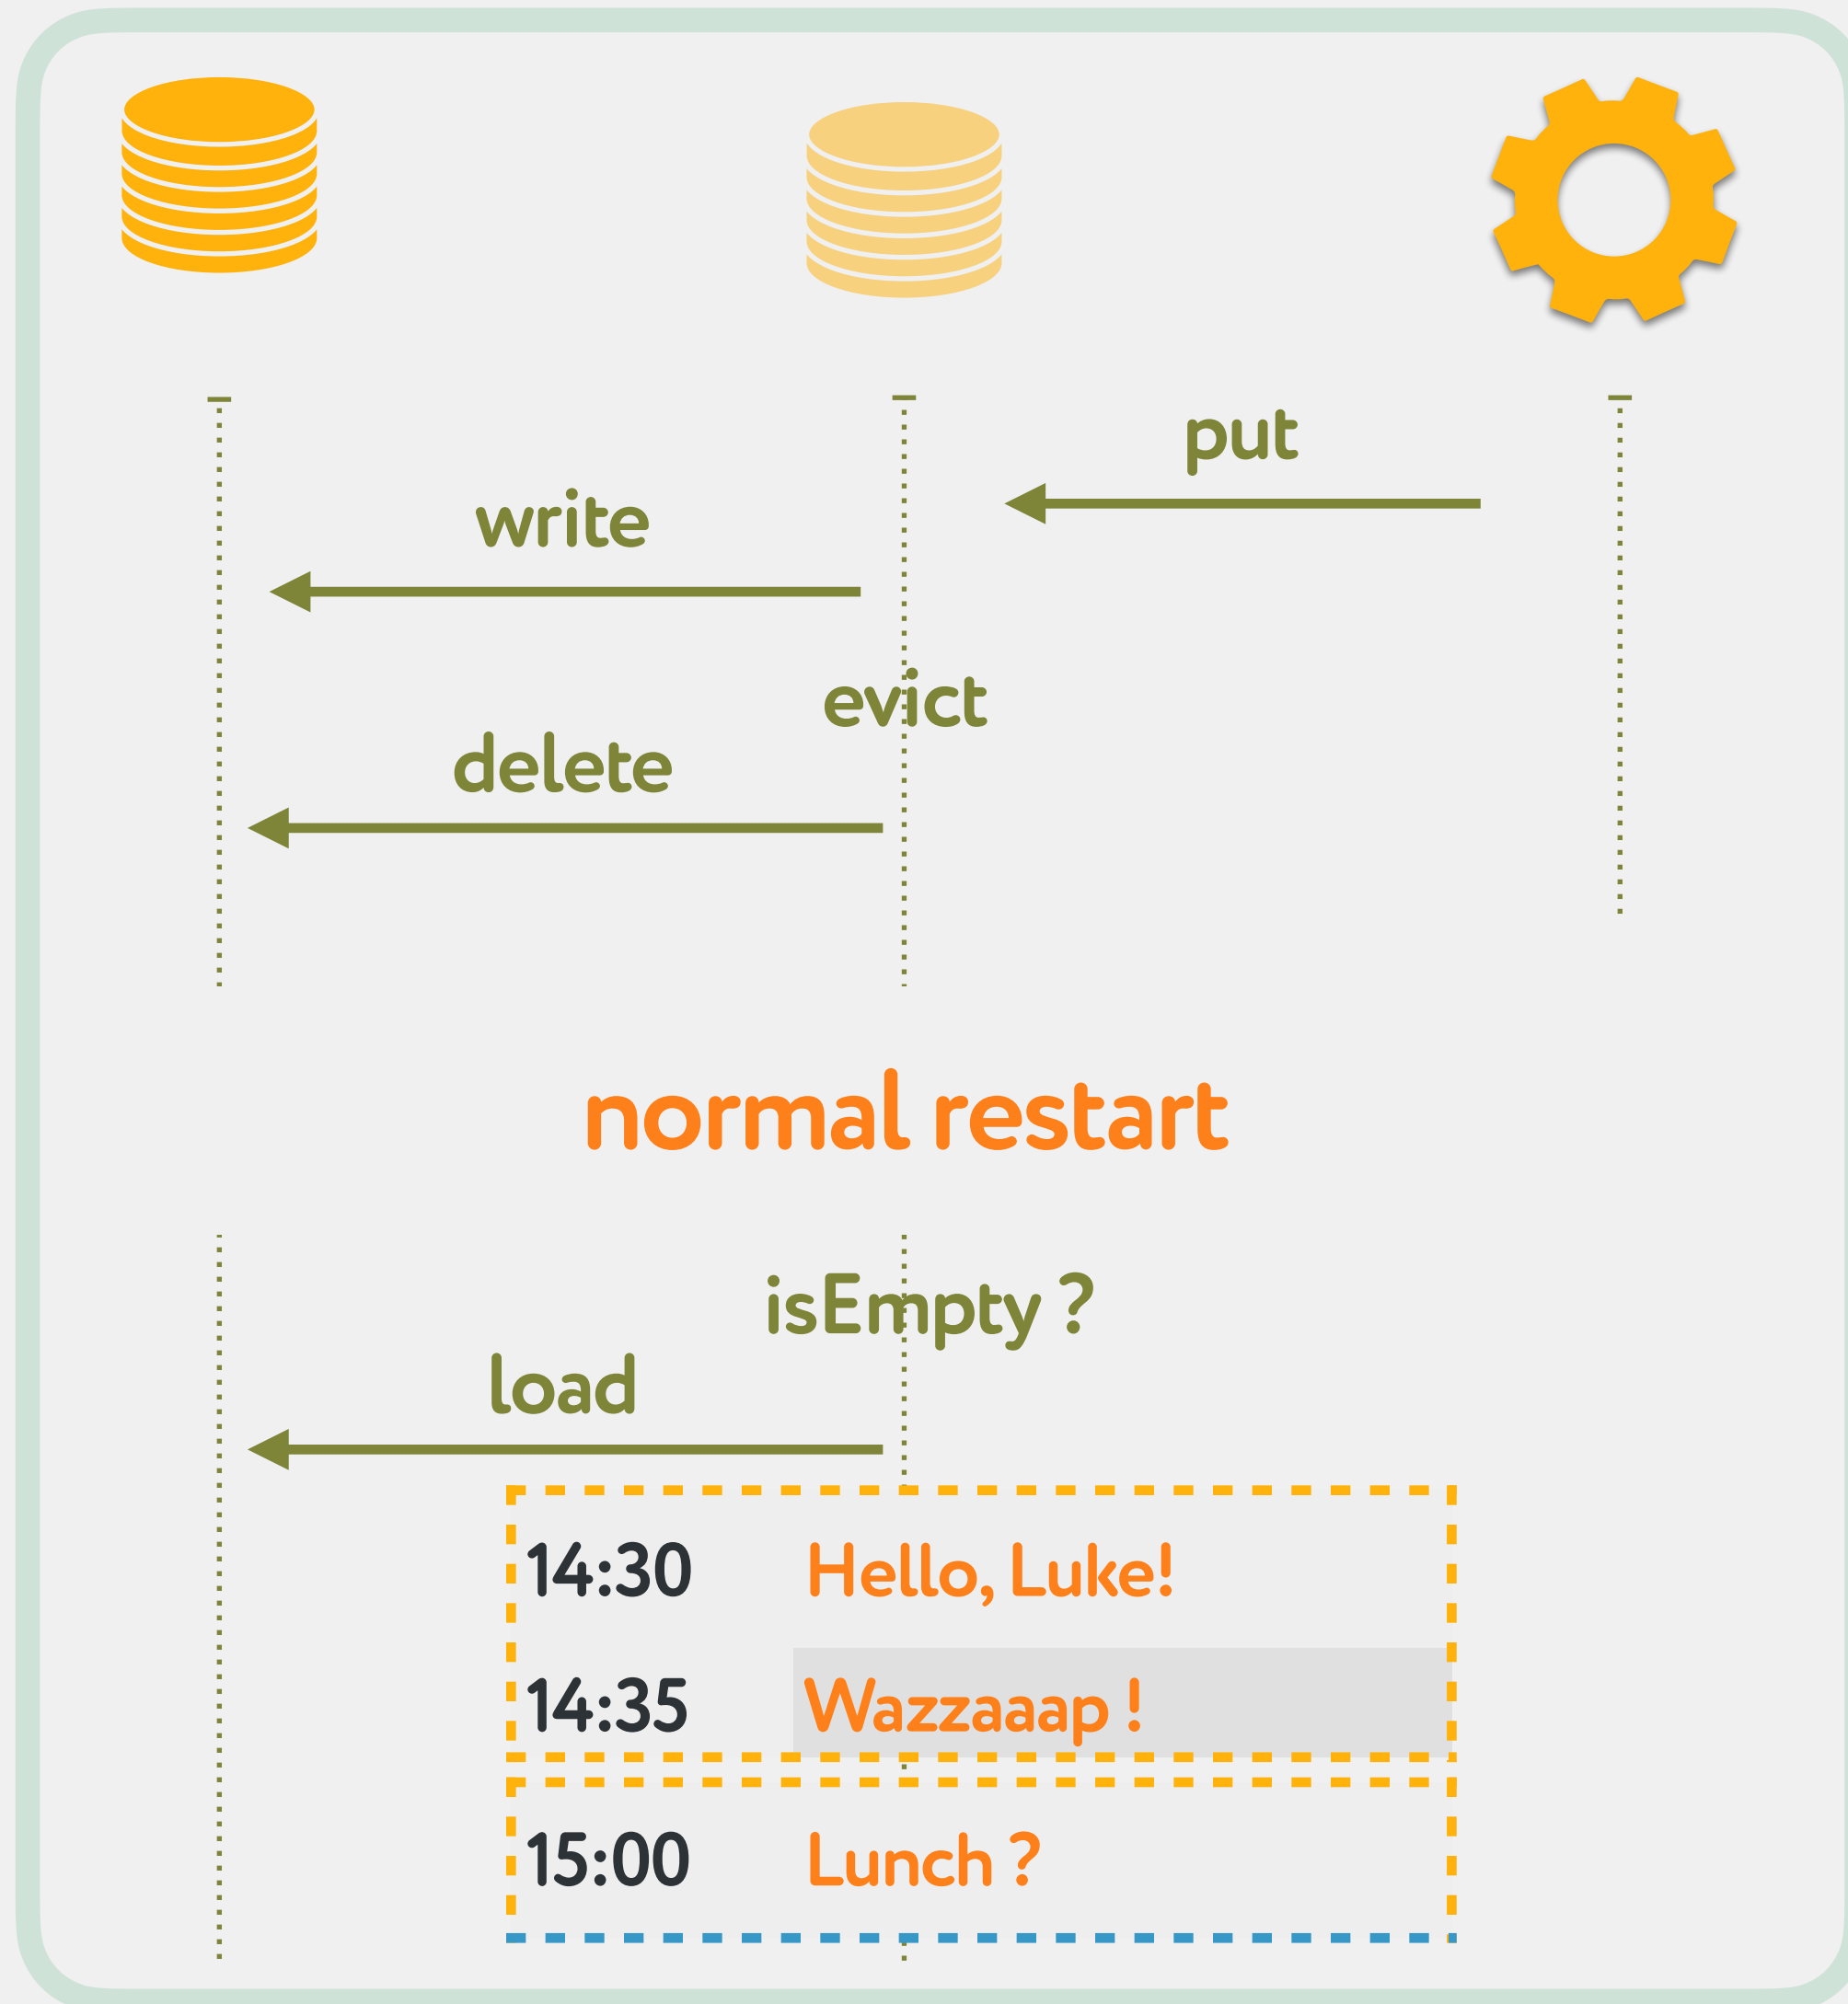 put
write
evict
delete
normal restart
isEmpty ?
load
14:30 Hello, Luke!
14:35 Wazzaaap !
15:00 Lunch ?